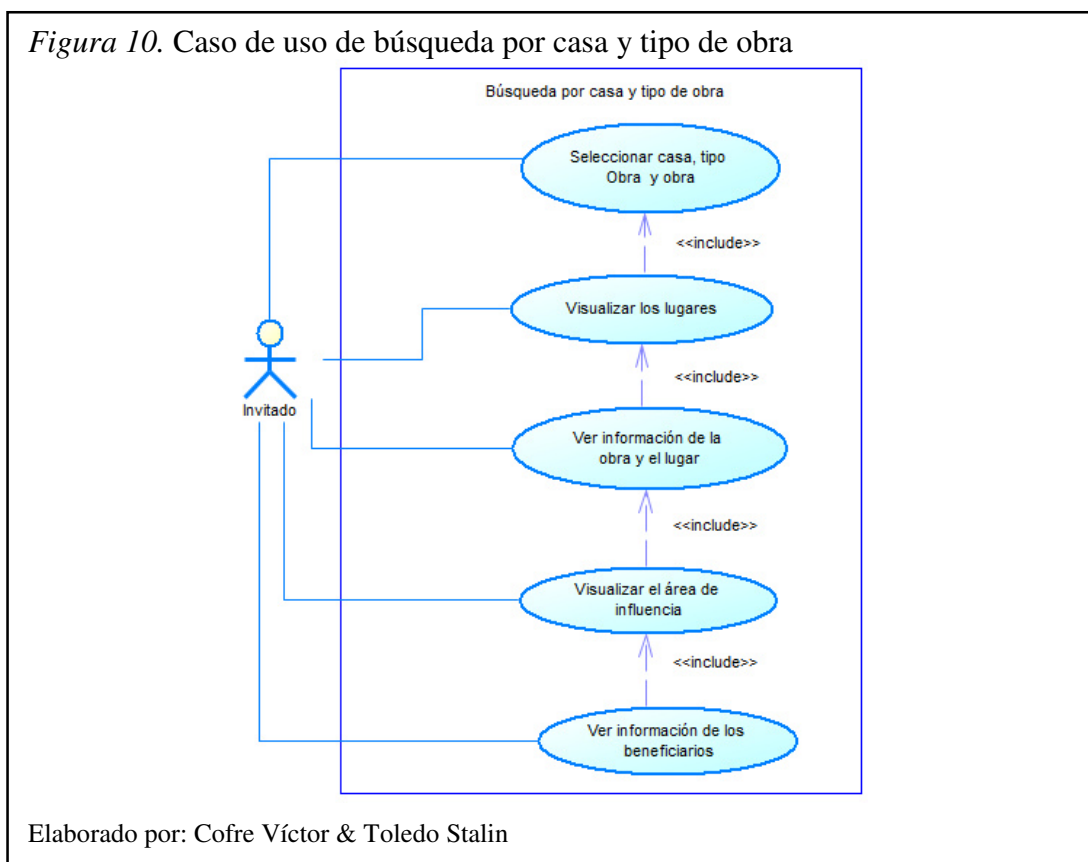 Figura 10. Caso de uso de búsqueda por casa y tipo de obra
Búsqueda por casa y tipo de obra
Seleccionar casa, tipo
Obra y obra
<<include>>
Visualizar los lugares
<<include>>
Invitado
Ver información de la
obra y el lugar
<<include>>
Visualizar el área de
influencia
<<include>>
Ver información de los
beneficiarios
Elaborado por: Cofre Víctor & Toledo Stalin